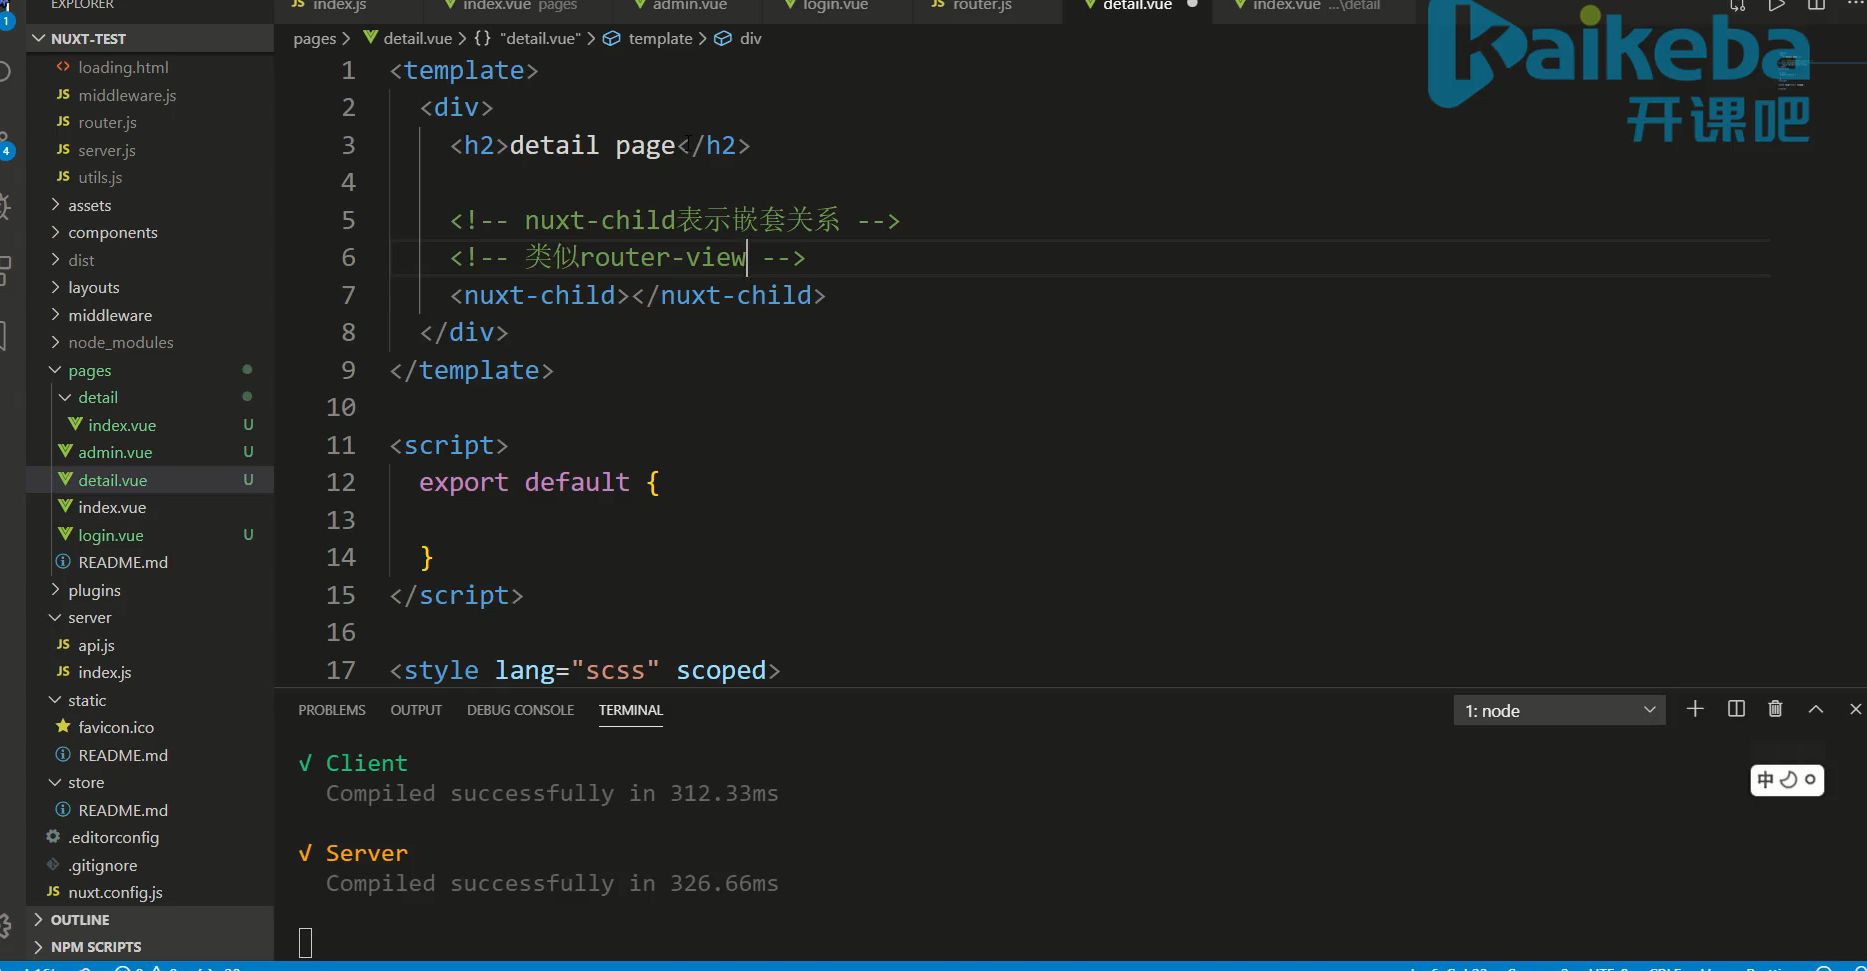 EXPLORER
index.js
index.vue pages
admin.vue
login.vue
router.js
detail.vue
index.vue ...\detail
kaikeba
开课吧
NUXT-TEST
loading.html
middleware.js
router.js
server.js
utils.js
assets
components
dist
layouts
middleware
node_modules
pages
detail
index.vue U
admin.vue U
detail.vue U
index.vue
login.vue U
README.md
plugins
server
api.js
index.js
static
favicon.ico
README.md
store
README.md
.editorconfig
.gitignore
nuxt.config.js
OUTLINE
NPM SCRIPTS
1
4
pages > detail.vue > {} "detail.vue" > template > div
1 <template>
2 <div>
3 <h2>detail page</h2>
4
5 <!-- nuxt-child表示嵌套关系 -->
6 <!-- 类似router-view -->
7 <nuxt-child></nuxt-child>
8 </div>
9 </template>
10
11 <script>
12 export default {
13
14 }
15 </script>
16
17 <style lang="scss" scoped>
PROBLEMS OUTPUT DEBUG CONSOLE TERMINAL
1: node
√ Client
Compiled successfully in 312.33ms
√ Server
Compiled successfully in 326.66ms
中